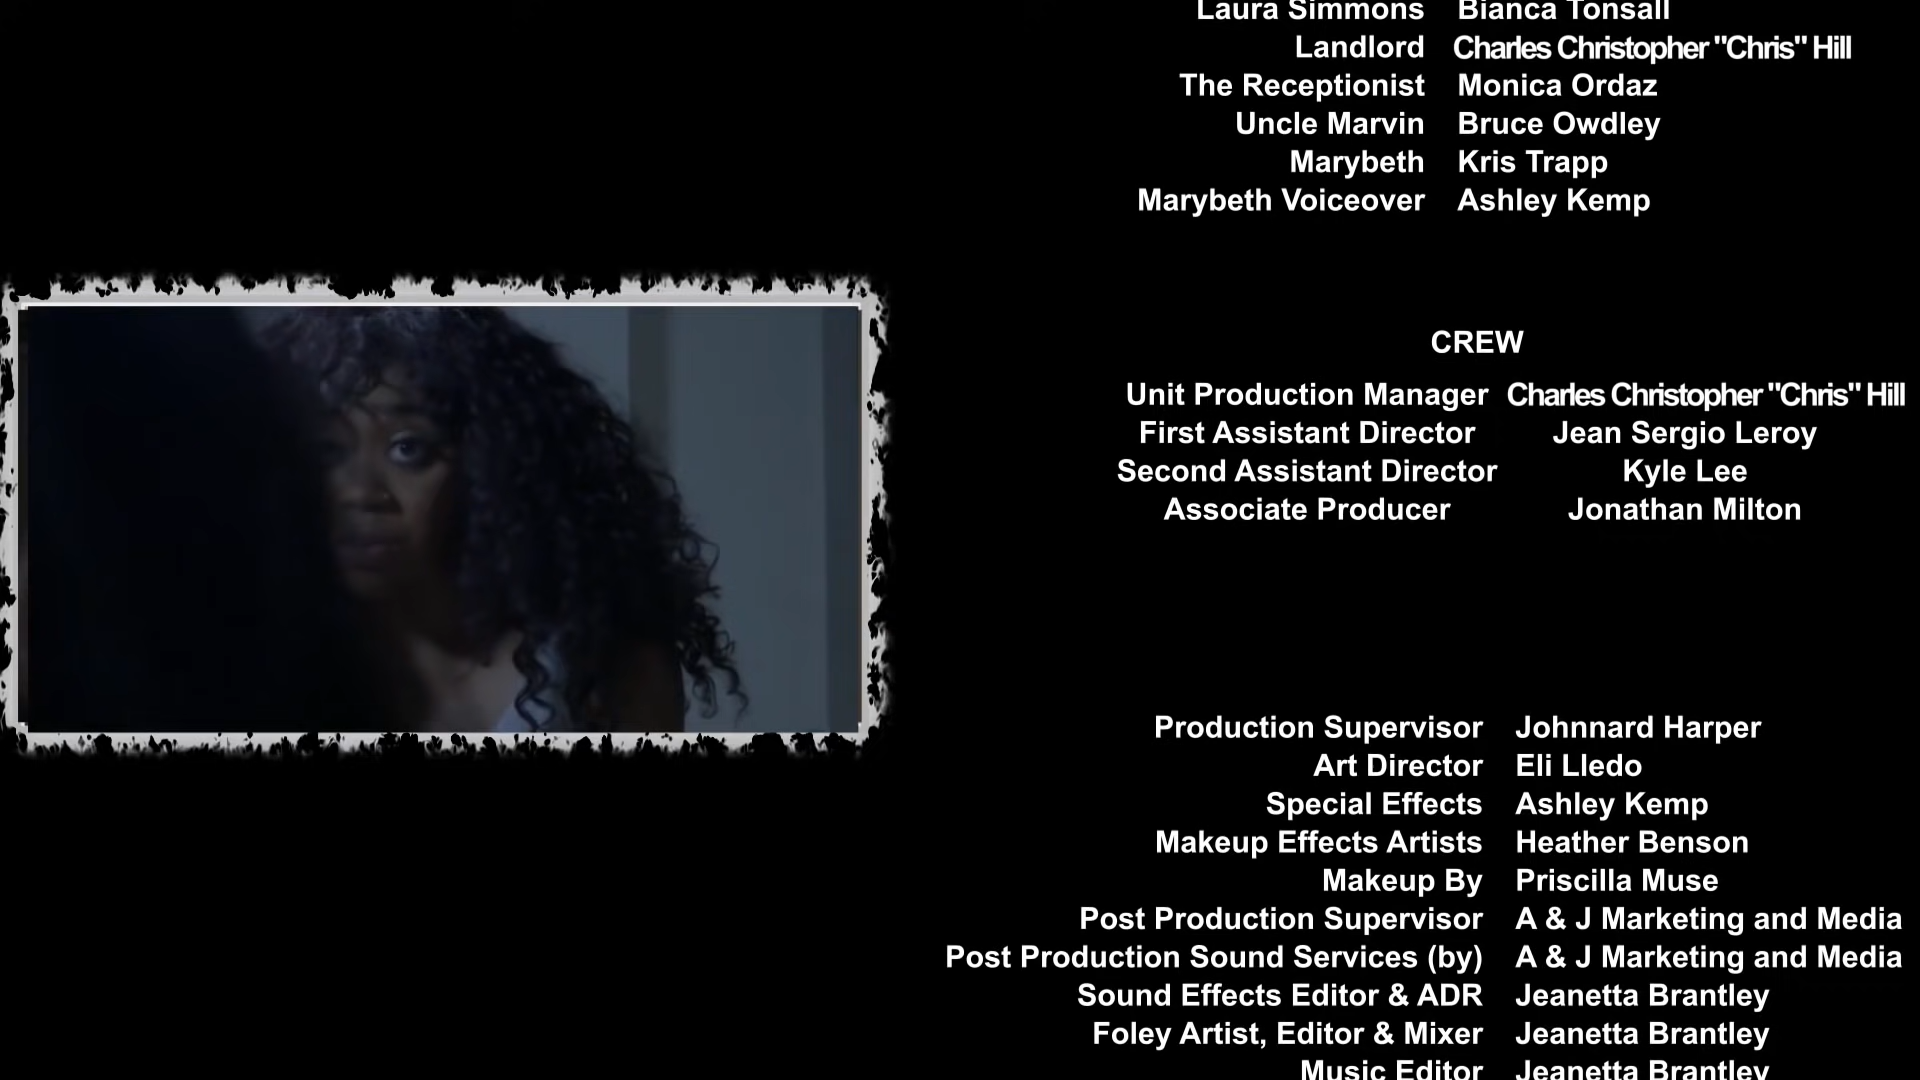 Laura Simmons Bianca Tonsall
Landlord Charles Christopher "Chris" Hill
The Receptionist Monica Ordaz
Uncle Marvin Bruce Owdley
Marybeth Kris Trapp
Marybeth Voiceover Ashley Kemp
CREW
Unit Production Manager Charles Christopher "Chris" Hill
First Assistant Director Jean Sergio Leroy
Second Assistant Director Kyle Lee
Associate Producer Jonathan Milton
Production Supervisor Johnnard Harper
Art Director Eli Lledo
Special Effects Ashley Kemp
Makeup Effects Artists Heather Benson
Makeup By Priscilla Muse
Post Production Supervisor A & J Marketing and Media
Post Production Sound Services (by) A & J Marketing and Media
Sound Effects Editor & ADR Jeanetta Brantley
Foley Artist, Editor & Mixer Jeanetta Brantley
Music Editor Jeanetta Brantley